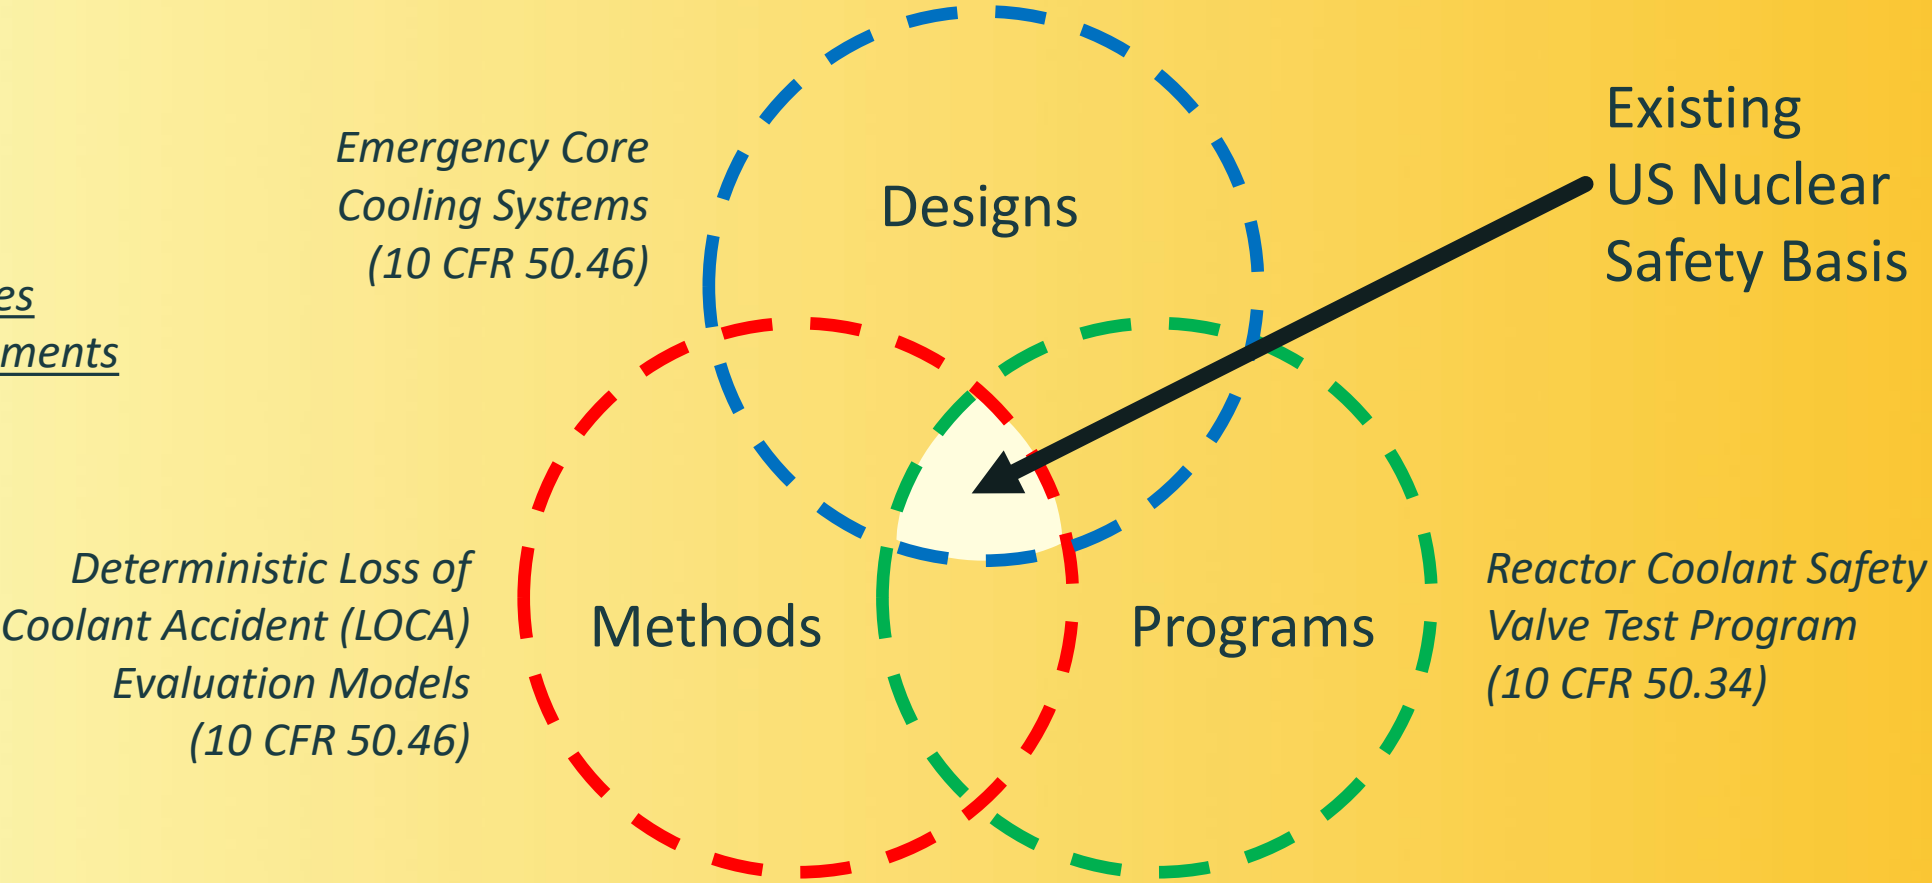 Emergency Core
Cooling Systems
(10 CFR 50.46)
Designs
Existing
US Nuclear
Safety Basis
Deterministic Loss of
Coolant Accident (LOCA)
Evaluation Models
(10 CFR 50.46)
Methods
Programs
Reactor Coolant Safety
Valve Test Program
(10 CFR 50.34)